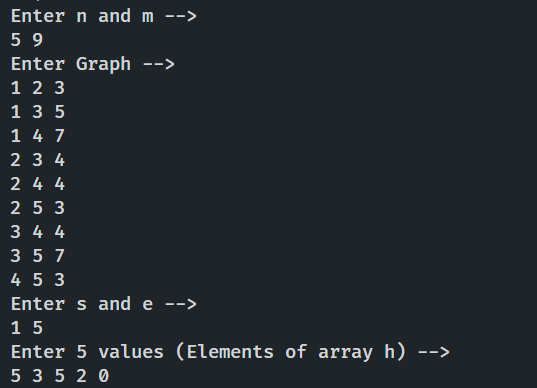 Enter n and m -->
5 9
Enter Graph -->
1 2 3
1 3 5
1 4 7
2 3 4
2 4 4
2 5 3
3 4 4
3 5 7
4 5 3
Enter s and e -->
1 5
Enter 5 values (Elements of array h) -->
5 3 5 2 0